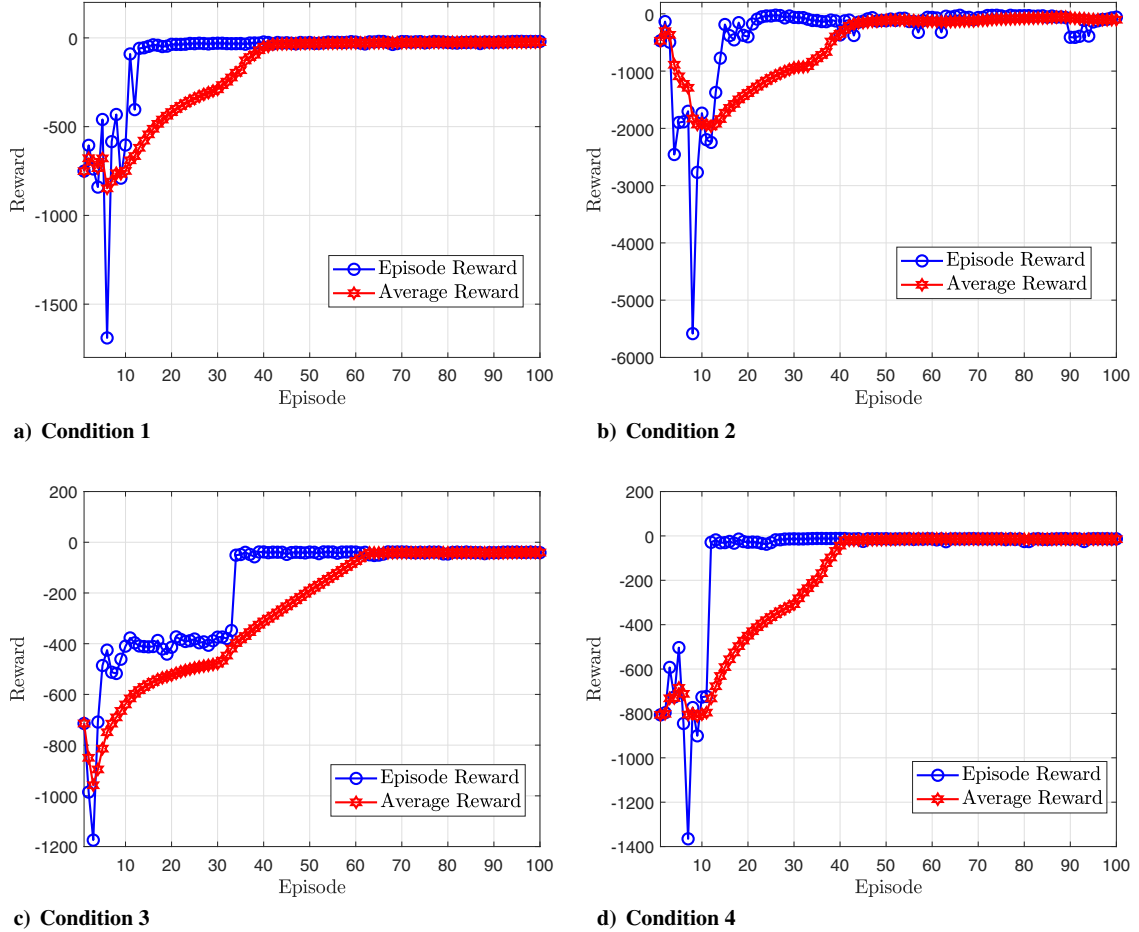 0
-500
-1000
-1500
Reward
10 20 30 40 50 60 70 80 90 100
Episode
Episode Reward
Average Reward
a) Condition 1
0
-1000
-2000
-3000
-4000
-5000
-6000
Reward
10 20 30 40 50 60 70 80 90 100
Episode
Episode Reward
Average Reward
b) Condition 2
200
0
-200
-400
-600
-800
-1000
-1200
Reward
10 20 30 40 50 60 70 80 90 100
Episode
Episode Reward
Average Reward
c) Condition 3
200
0
-200
-400
-600
-800
-1000
-1200
-1400
Reward
10 20 30 40 50 60 70 80 90 100
Episode
Episode Reward
Average Reward
d) Condition 4